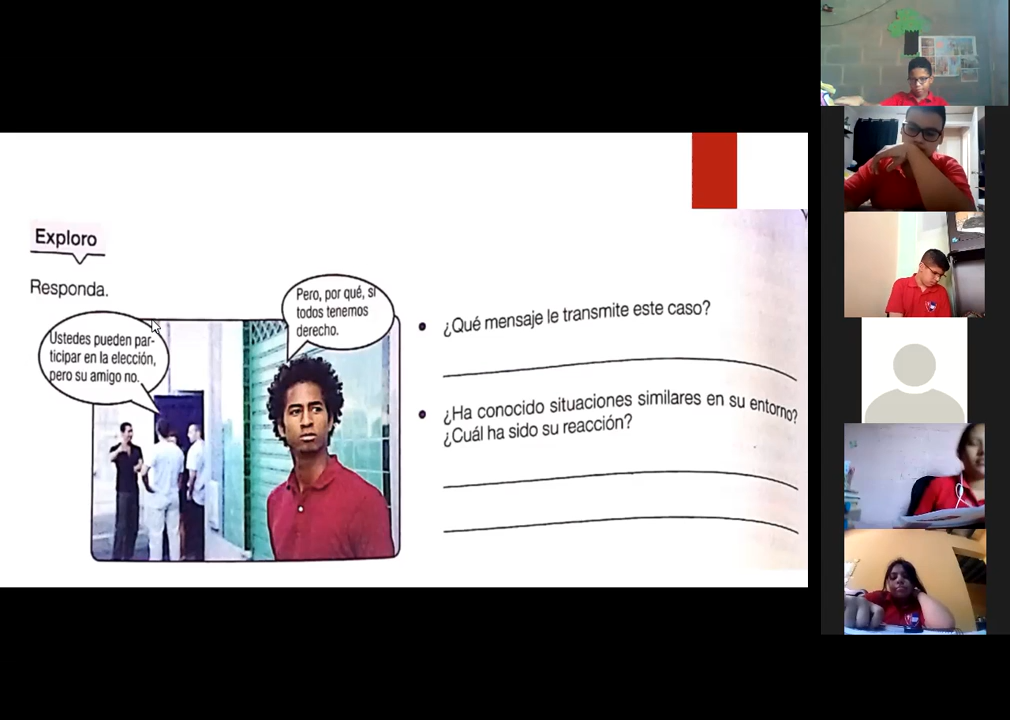 Exploro
Responda.
Ustedes pueden par-
ticipar en la elección,
pero su amigo no.
Pero, por qué, si
todos tenemos
derecho.
• ¿Qué mensaje le transmite este caso?
• ¿Ha conocido situaciones similares en su entorno?
¿Cuál ha sido su reacción?